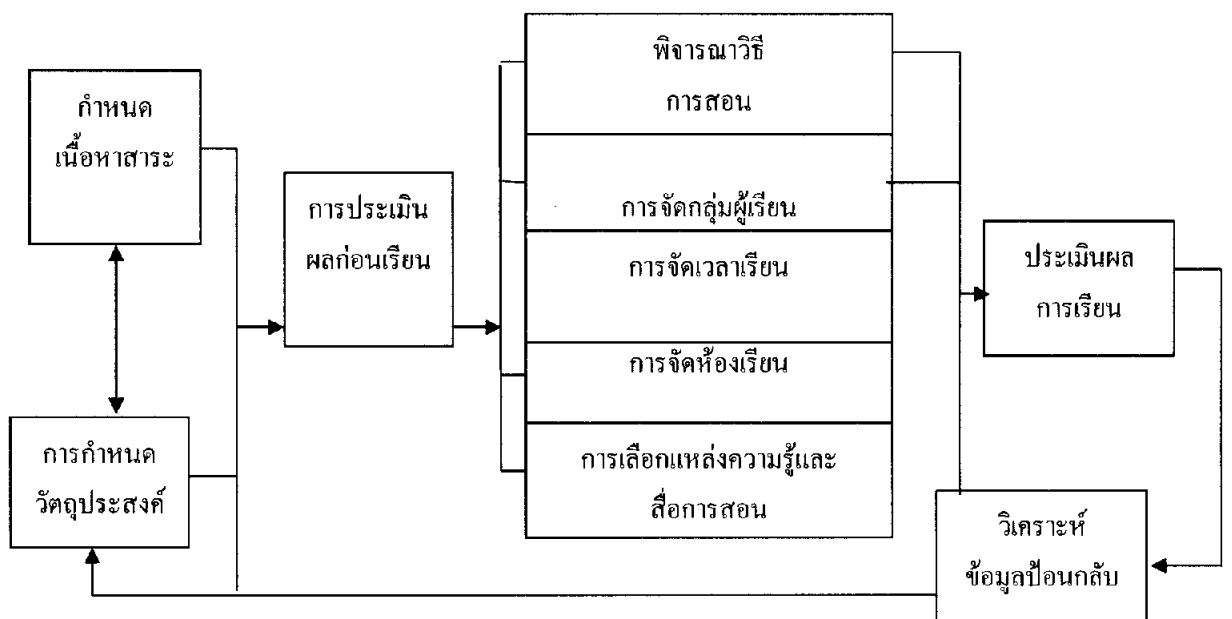 กำหนด
เนื้อหาสาระ
การกำหนด
วัตถุประสงค์
การประเมิน
ผลก่อนเรียน
พิจารณาวิธี
การสอน
การจัดกลุ่มผู้เรียน
การจัดเวลาเรียน
การจัดห้องเรียน
การเลือกแหล่งความรู้และ
สื่อการสอน
ประเมินผล
การเรียน
วิเคราะห์
ข้อมูลป้อนกลับ